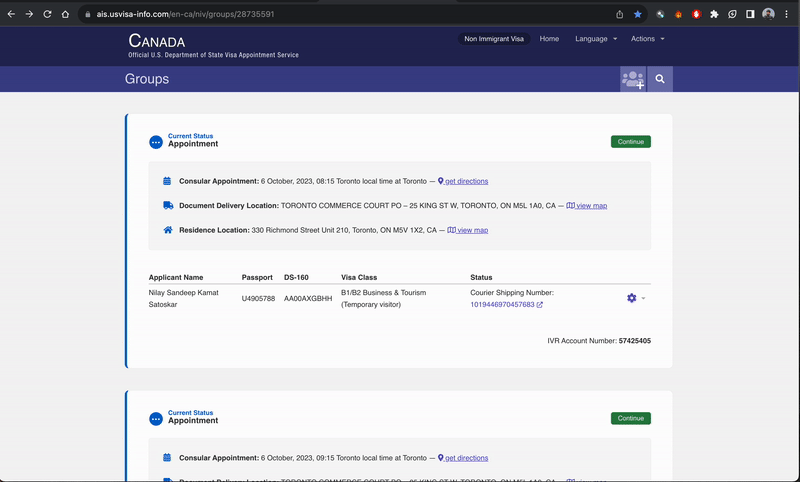 ais.usvisa-info.com/en-ca/niv/groups/28735591
CANADA
Official U.S. Department of State Visa Appointment Service
Non Immigrant Visa Home Language Actions
Groups
Current Status
Appointment
Continue
Consular Appointment: 6 October, 2023, 08:15 Toronto local time at Toronto — get directions
Document Delivery Location: TORONTO COMMERCE COURT PO – 25 KING ST W, TORONTO, ON M5L 1A0, CA — view map
Residence Location: 330 Richmond Street Unit 210, Toronto, ON M5V 1X2, CA — view map
Applicant Name Passport DS-160 Visa Class Status
Nilay Sandeep Kamat Satoskar U4905788 AA00AXGBHH B1/B2 Business & Tourism (Temporary visitor) Courier Shipping Number: 1019446970457683
IVR Account Number: 57425405
Current Status
Appointment
Continue
Consular Appointment: 6 October, 2023, 09:15 Toronto local time at Toronto — get directions